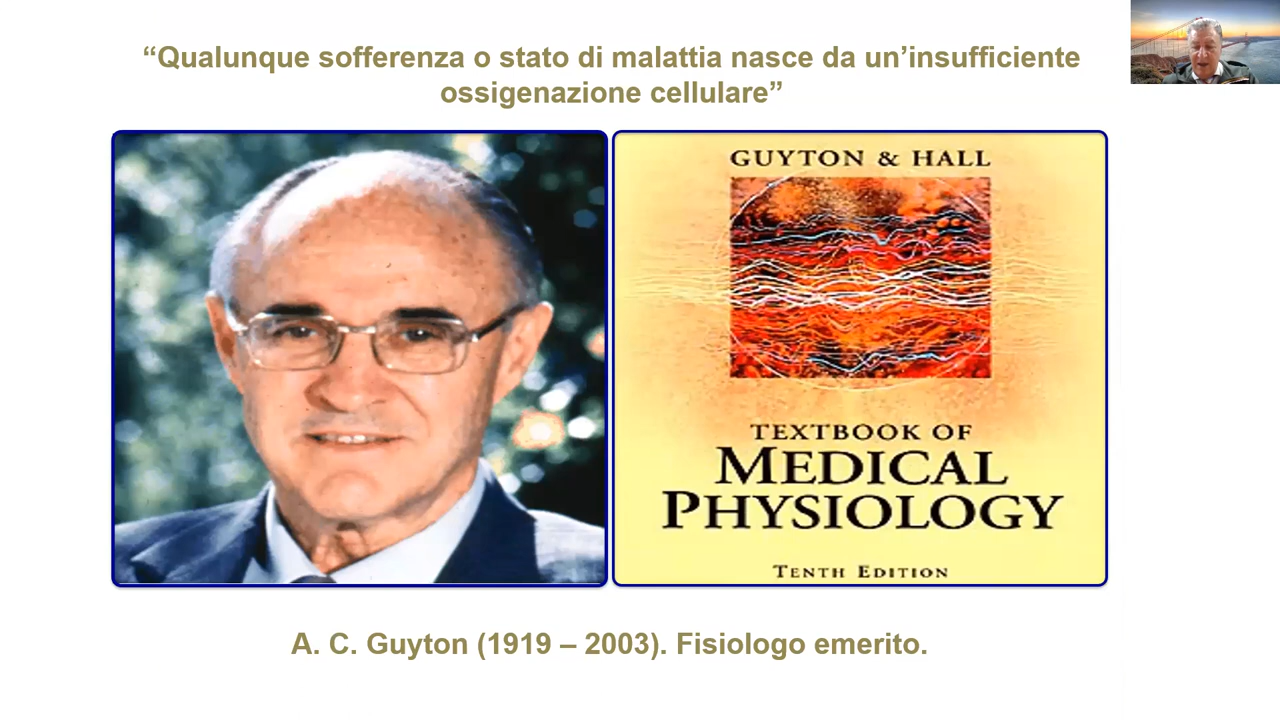 “Qualunque sofferenza o stato di malattia nasce da un’insufficiente
ossigenazione cellulare”
GUYTON & HALL
TEXTBOOK OF
MEDICAL
PHYSIOLOGY
TENTH EDITION
A. C. Guyton (1919 – 2003). Fisiologo emerito.